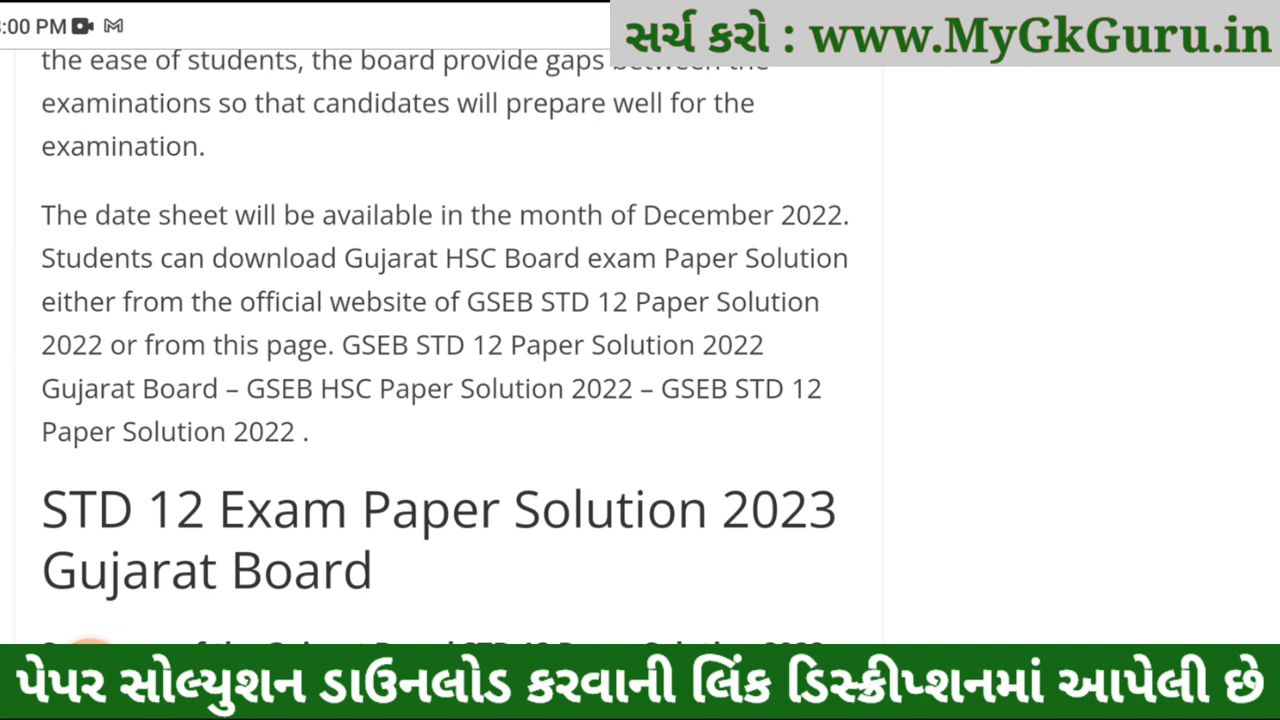 :00 PM
સર્ચ કરો : www.MyGkGuru.in
the ease of students, the board provide gaps between the
examinations so that candidates will prepare well for the
examination.
The date sheet will be available in the month of December 2022.
Students can download Gujarat HSC Board exam Paper Solution
either from the official website of GSEB STD 12 Paper Solution
2022 or from this page. GSEB STD 12 Paper Solution 2022
Gujarat Board – GSEB HSC Paper Solution 2022 – GSEB STD 12
Paper Solution 2022 .
STD 12 Exam Paper Solution 2023
Gujarat Board
પેપર સોલ્યુશન ડાઉનલોડ કરવાની લિંક ડિસ્ક્રીપ્શનમાં આપેલી છે